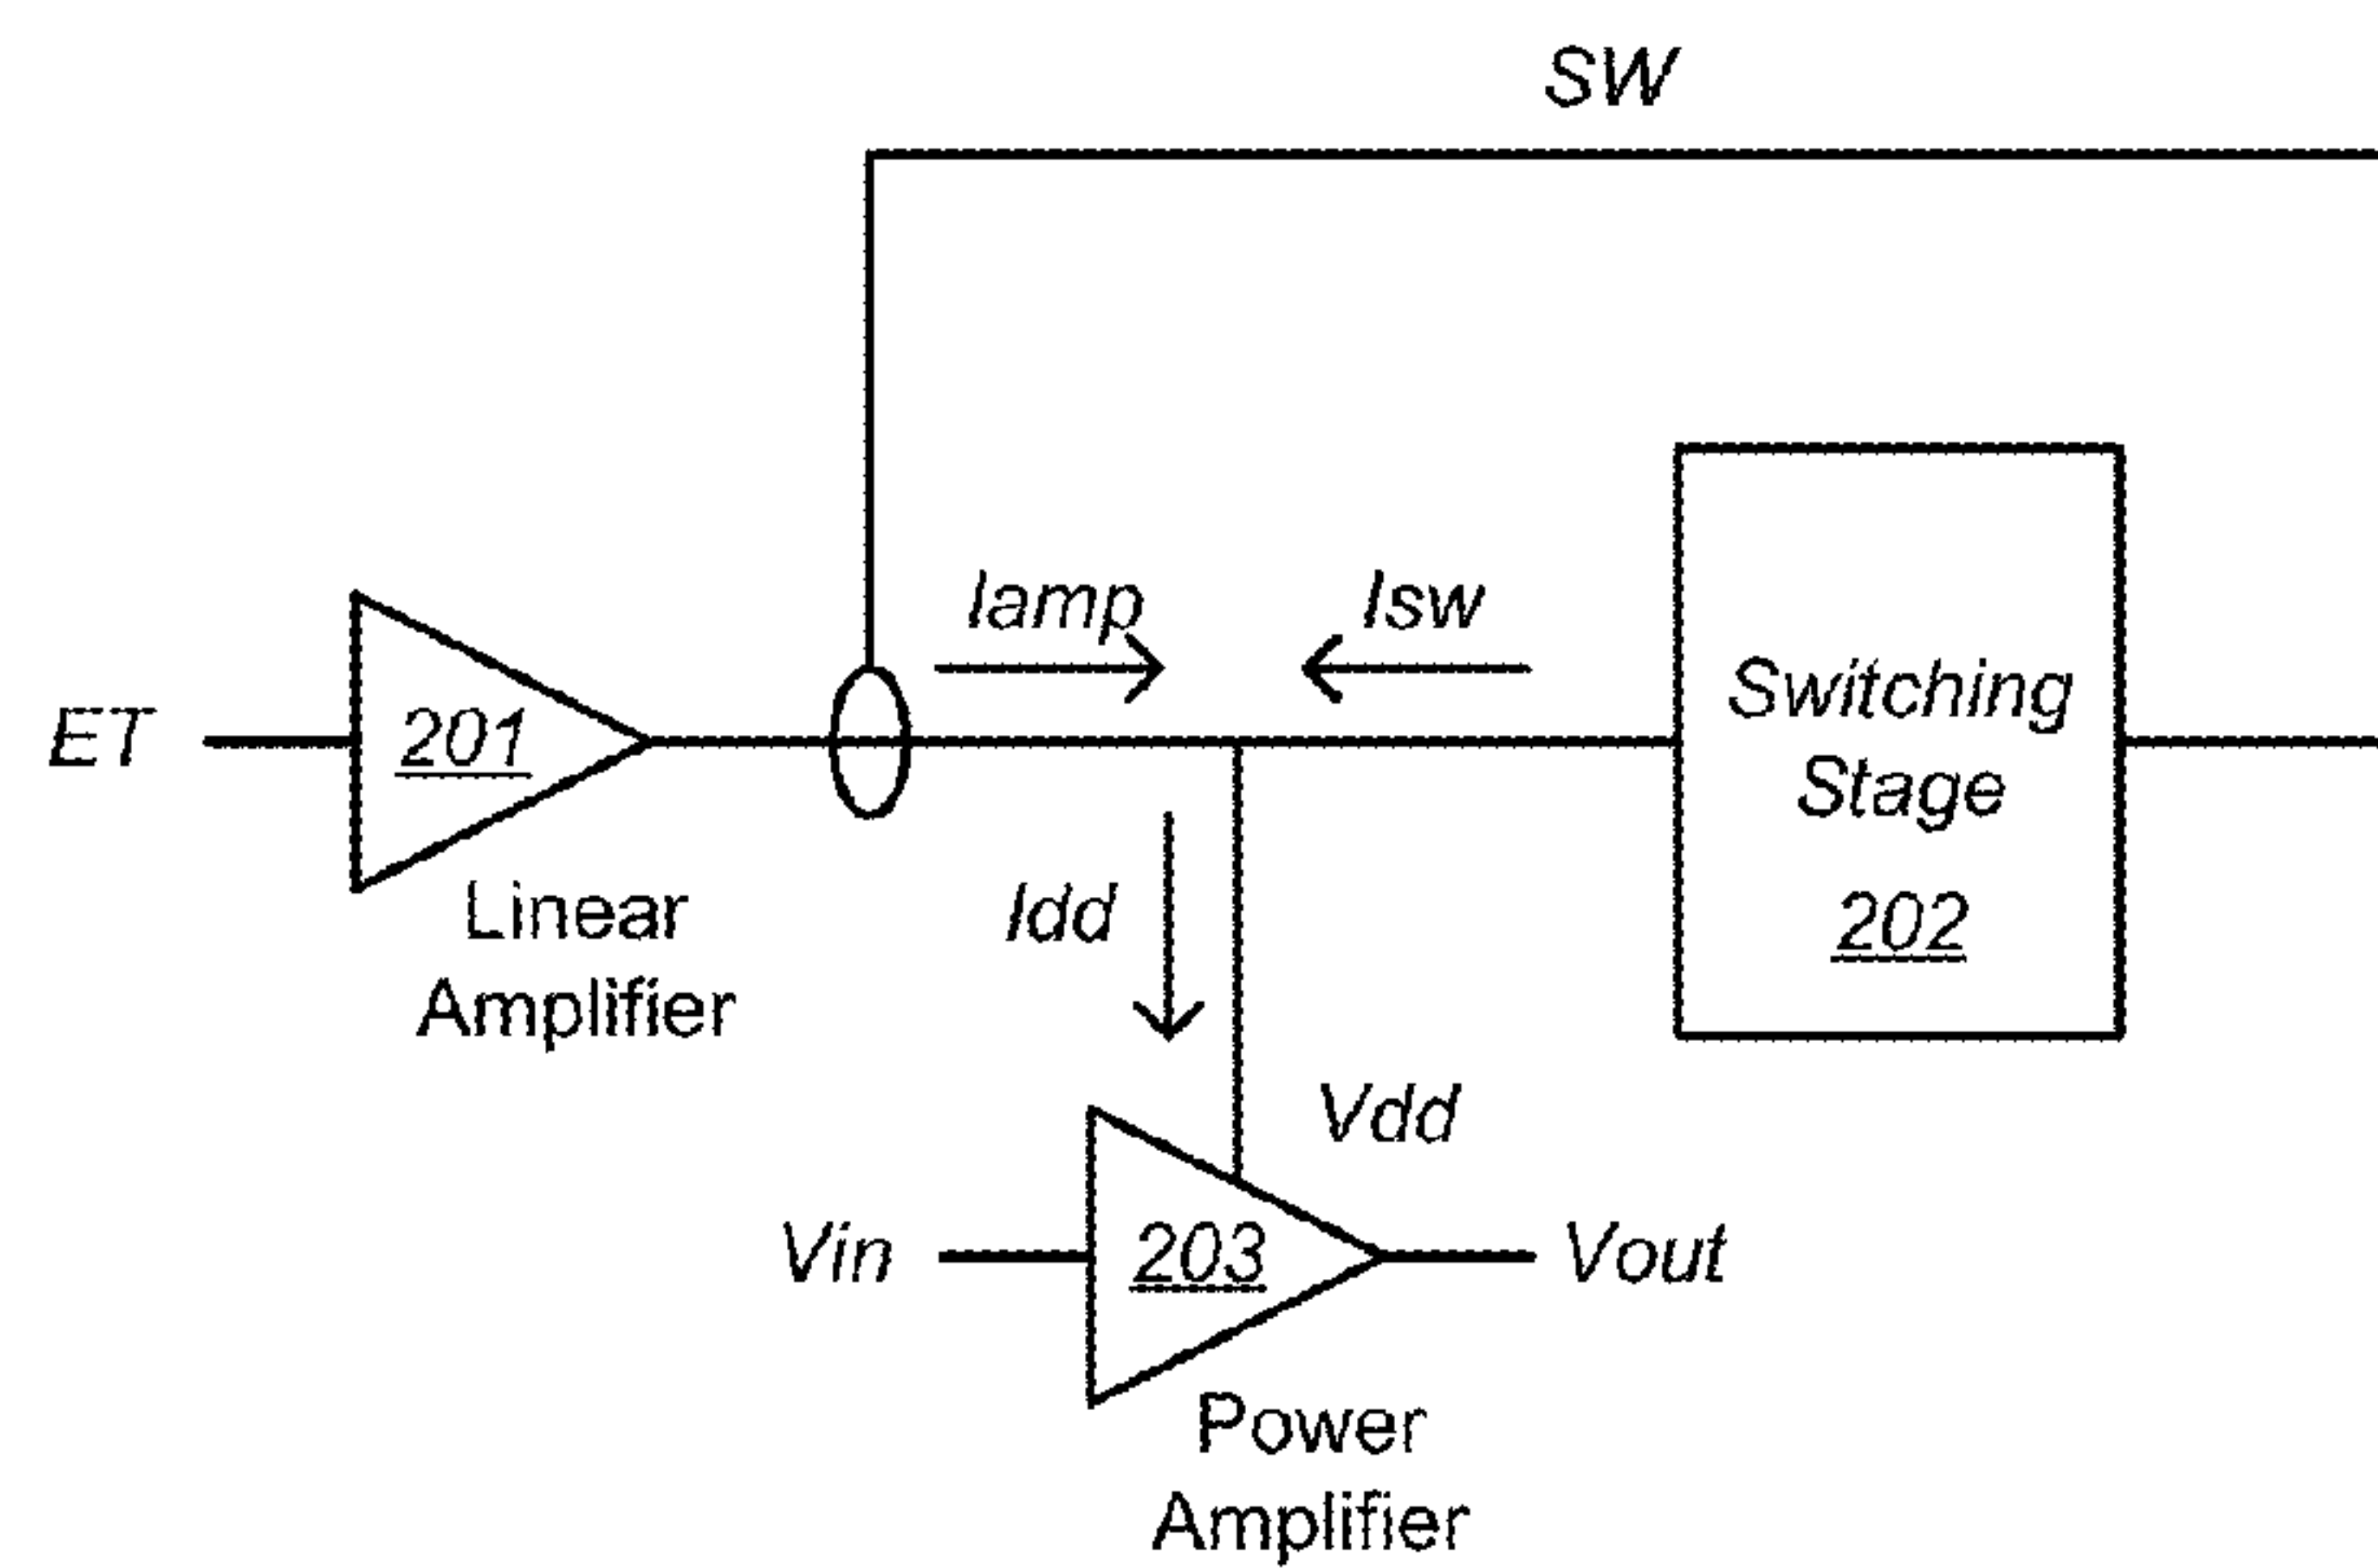 SW
Iamp
Isw
ET
201
Switching
Stage
202
Linear
Amplifier
Idd
Vdd
Vin
203
Vout
Power
Amplifier